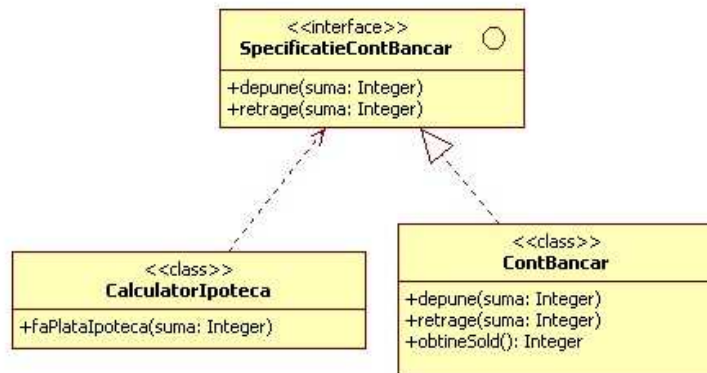 <<interface>>
SpecificatieContBancar
+depune(suma: Integer)
+retrage(suma: Integer)
<<class>>
CalculatorIpoteca
+faPlataIpoteca(suma: Integer)
<<class>>
ContBancar
+depune(suma: Integer)
+retrage(suma: Integer)
+obtineSold(): Integer